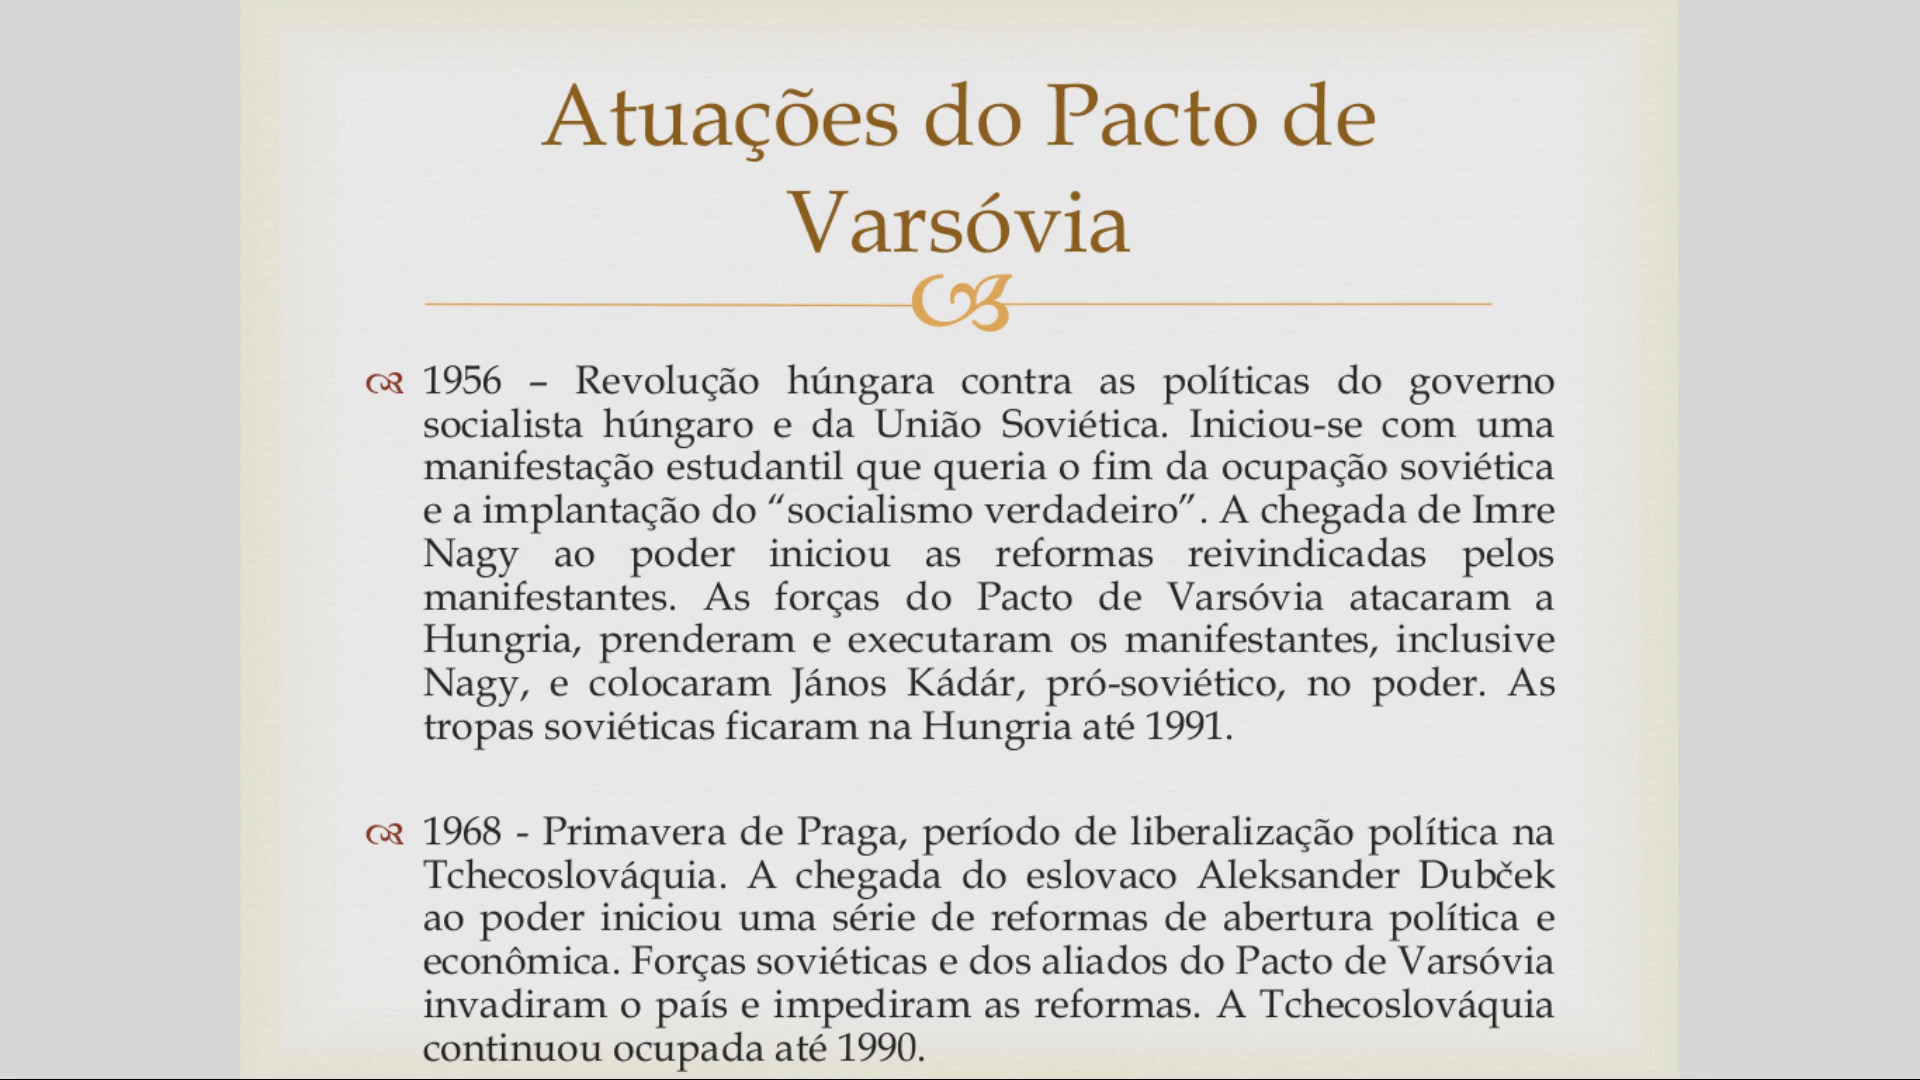 Atuações do Pacto de
Varsóvia
1956 – Revolução húngara contra as políticas do governo
socialista húngaro e da União Soviética. Iniciou-se com uma
manifestação estudantil que queria o fim da ocupação soviética
e a implantação do “socialismo verdadeiro”. A chegada de Imre
Nagy ao poder iniciou as reformas reivindicadas pelos
manifestantes. As forças do Pacto de Varsóvia atacaram a
Hungria, prenderam e executaram os manifestantes, inclusive
Nagy, e colocaram János Kádár, pró-soviético, no poder. As
tropas soviéticas ficaram na Hungria até 1991.
1968 - Primavera de Praga, período de liberalização política na
Tchecoslováquia. A chegada do eslovaco Aleksander Dubček
ao poder iniciou uma série de reformas de abertura política e
econômica. Forças soviéticas e dos aliados do Pacto de Varsóvia
invadiram o país e impediram as reformas. A Tchecoslováquia
continuou ocupada até 1990.